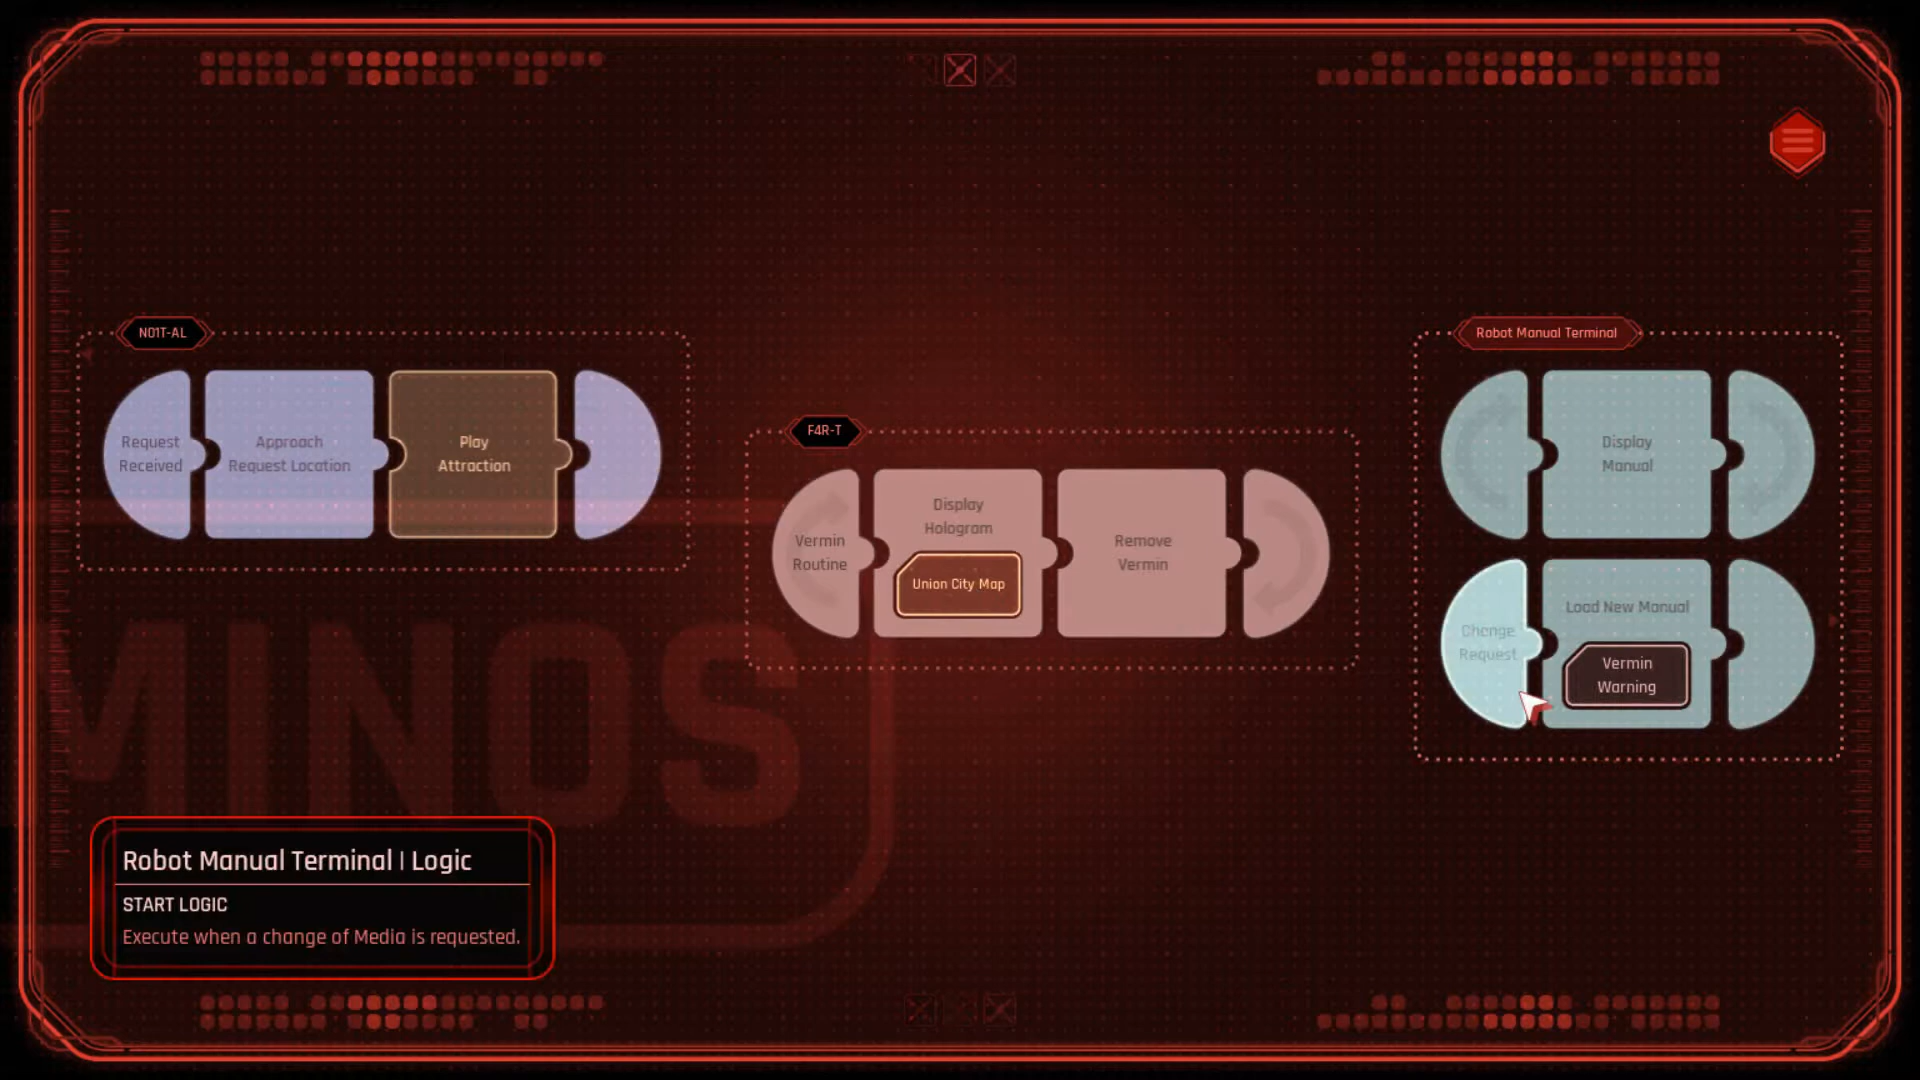 N01T-AL
Request
Received
Approach
Request Location
Play
Attraction
F4R-T
Vermin
Routine
Display
Hologram
Union City Map
Remove
Vermin
Robot Manual Terminal
Display
Manual
Change
Request
Load New Manual
Vermin
Warning
MINOS
Robot Manual Terminal | Logic
START LOGIC
Execute when a change of Media is requested.